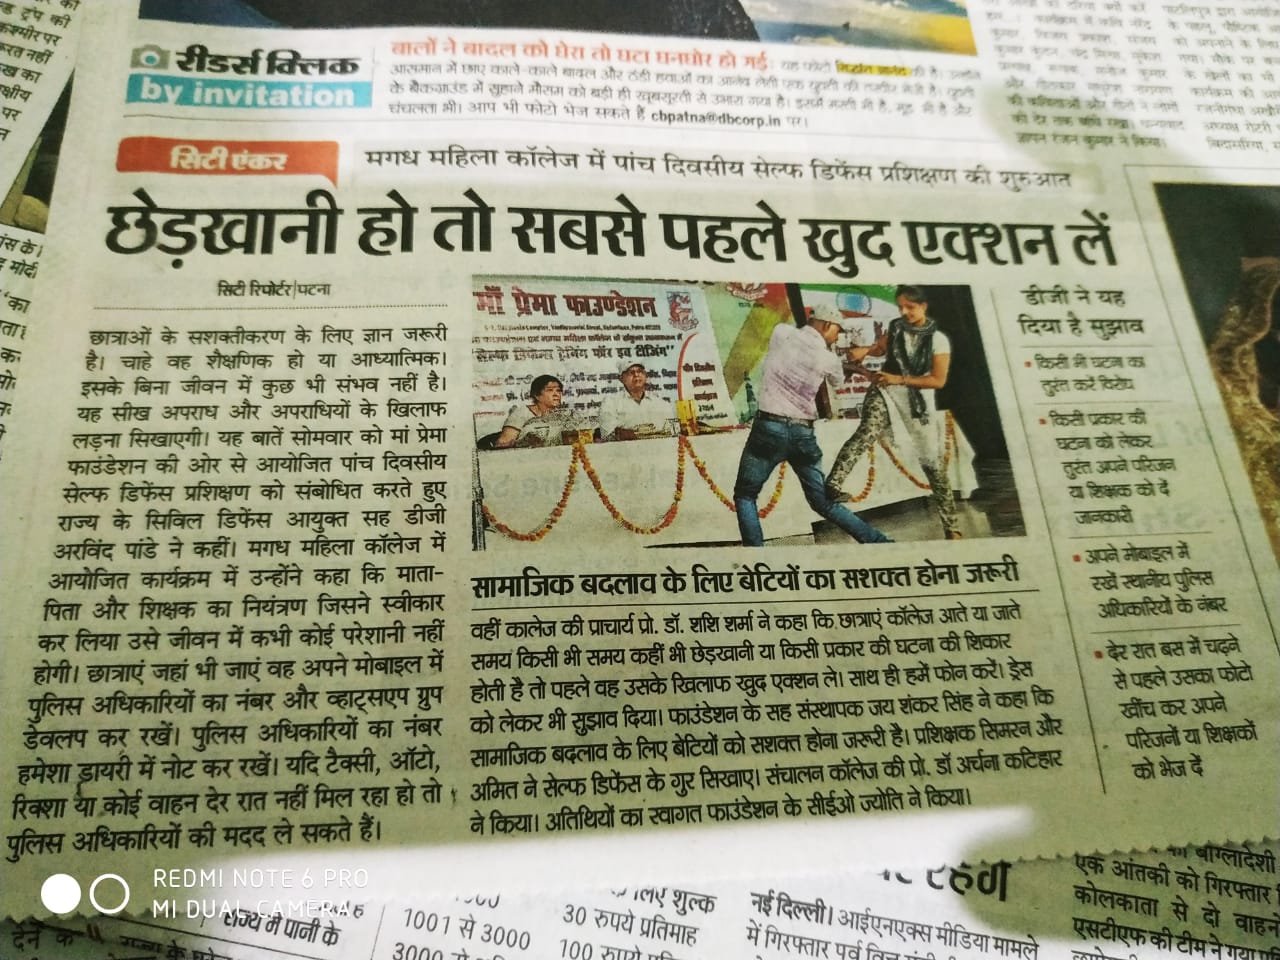 रीडर्स क्लिक
by invitation
बालों ने बादल को घेरा तो घटा घनघोर हो गई: यह फोटो सिद्धांत आनंद की है।
आसमान में छाए काले-काले बादल और ठंडी हवाओं का आनंद लेती एक युवती की तस्वीर भेजी है।
के बैकग्राउंड में सुहाने मौसम को बड़ी ही खूबसूरती से उभारा गया है। इसमें मस्ती भी है, मूड भी है और
चंचलता भी। आप भी फोटो भेज सकते हैं cbpatna@dbcorp.in पर।
सिटी एंकर
मगध महिला कॉलेज में पांच दिवसीय सेल्फ डिफेंस प्रशिक्षण की शुरुआत
छेड़खानी हो तो सबसे पहले खुद एक्शन लें
सिटी रिपोर्टर|पटना
छात्राओं के सशक्तीकरण के लिए ज्ञान जरूरी
है। चाहे वह शैक्षणिक हो या आध्यात्मिक।
इसके बिना जीवन में कुछ भी संभव नहीं है।
यह सीख अपराध और अपराधियों के खिलाफ
लड़ना सिखाएगी। यह बातें सोमवार को मां प्रेमा
फाउंडेशन की ओर से आयोजित पांच दिवसीय
सेल्फ डिफेंस प्रशिक्षण को संबोधित करते हुए
राज्य के सिविल डिफेंस आयुक्त सह डीजी
अरविंद पांडे ने कहीं। मगध महिला कॉलेज में
आयोजित कार्यक्रम में उन्होंने कहा कि माता-
पिता और शिक्षक का नियंत्रण जिसने स्वीकार
कर लिया उसे जीवन में कभी कोई परेशानी नहीं
होगी। छात्राएं जहां भी जाएं वह अपने मोबाइल में
पुलिस अधिकारियों का नंबर और व्हाट्सएप ग्रुप
डेवलप कर रखें। पुलिस अधिकारियों का नंबर
हमेशा डायरी में नोट कर रखें। यदि टैक्सी, ऑटो,
रिक्शा या कोई वाहन देर रात नहीं मिल रहा हो तो
पुलिस अधिकारियों की मदद ले सकते हैं।
माँ प्रेमा फाउण्डेशन
सेल्फ डिफेन्स ट्रेनिंग फॉर इव टीजिंग"
सामाजिक बदलाव के लिए बेटियों का सशक्त होना जरूरी
वहीं कालेज की प्राचार्य प्रो. डॉ. शशि शर्मा ने कहा कि छात्राएं कॉलेज आते या जाते
समय किसी भी समय कहीं भी छेड़खानी या किसी प्रकार की घटना की शिकार
होती है तो पहले वह उसके खिलाफ खुद एक्शन ले। साथ ही हमें फोन करें। ड्रेस
को लेकर भी सुझाव दिया। फाउंडेशन के सह संस्थापक जय शंकर सिंह ने कहा कि
सामाजिक बदलाव के लिए बेटियों को सशक्त होना जरूरी है। प्रशिक्षक सिमरन और
अमित ने सेल्फ डिफेंस के गुर सिखाए। संचालन कॉलेज की प्रो. डॉ अर्चना कटिहार
ने किया। अतिथियों का स्वागत फाउंडेशन के सीईओ ज्योति ने किया।
डीजी ने यह
दिया है सुझाव
• किसी भी घटना का
तुरंत करें विरोध
• किसी प्रकार की
घटना को लेकर
तुरंत अपने परिजन
या शिक्षक को दें
जानकारी
• अपने मोबाइल में
रखें स्थानीय पुलिस
अधिकारियों के नंबर
• देर रात बस में चढ़ने
से पहले उसका फोटो
खींच कर अपने
परिजनों या शिक्षकों
को भेज दें
REDMI NOTE 6 PRO
MI DUAL CAMERA
राज्य में पानी के
1001 से 3000
लिए शुल्क
30 रुपये प्रतिमाह
नई दिल्ली। आईएनएक्स मीडिया मामले
में गिरफ्तार पूर्व
बांग्लादेशी
एक आंतकी को गिरफ्तार
कोलकाता से दो
एसटीएफ की टीम ने गया